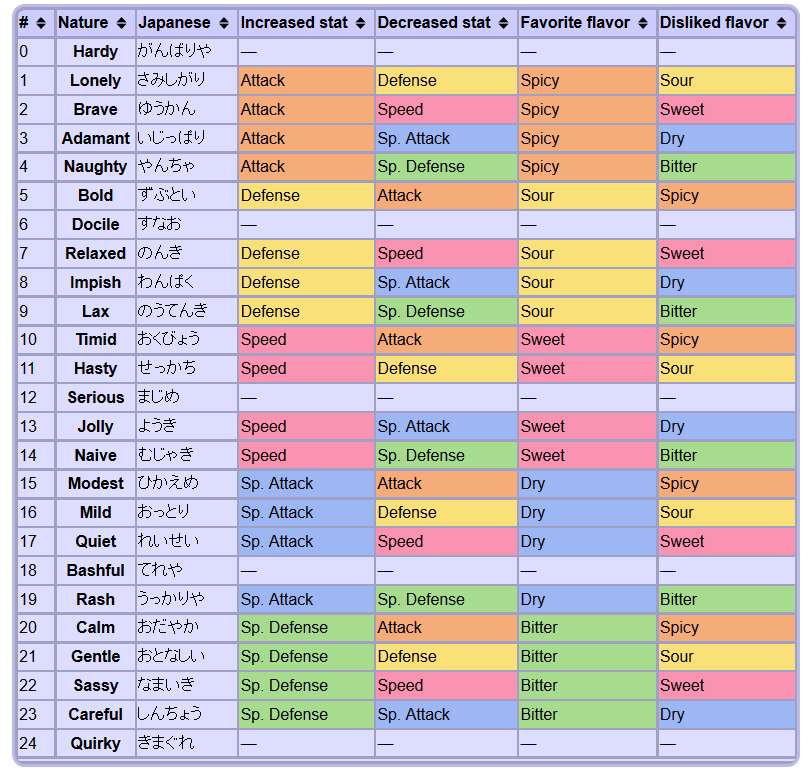 # Nature Japanese Increased stat Decreased stat Favorite flavor Disliked flavor
0 Hardy がんばりや — — — —
1 Lonely さみしがり Attack Defense Spicy Sour
2 Brave ゆうかん Attack Speed Spicy Sweet
3 Adamant いじっぱり Attack Sp. Attack Spicy Dry
4 Naughty やんちゃ Attack Sp. Defense Spicy Bitter
5 Bold ずぶとい Defense Attack Sour Spicy
6 Docile すなお — — — —
7 Relaxed のんき Defense Speed Sour Sweet
8 Impish わんぱく Defense Sp. Attack Sour Dry
9 Lax のうてんき Defense Sp. Defense Sour Bitter
10 Timid おくびょう Speed Attack Sweet Spicy
11 Hasty せっかち Speed Defense Sweet Sour
12 Serious まじめ — — — —
13 Jolly ようき Speed Sp. Attack Sweet Dry
14 Naive むじゃき Speed Sp. Defense Sweet Bitter
15 Modest ひかえめ Sp. Attack Attack Dry Spicy
16 Mild おっとり Sp. Attack Defense Dry Sour
17 Quiet れいせい Sp. Attack Speed Dry Sweet
18 Bashful てれや — — — —
19 Rash うっかりや Sp. Attack Sp. Defense Dry Bitter
20 Calm おだやか Sp. Defense Attack Bitter Spicy
21 Gentle おとなしい Sp. Defense Defense Bitter Sour
22 Sassy なまいき Sp. Defense Speed Bitter Sweet
23 Careful しんちょう Sp. Defense Sp. Attack Bitter Dry
24 Quirky きまぐれ — — — —